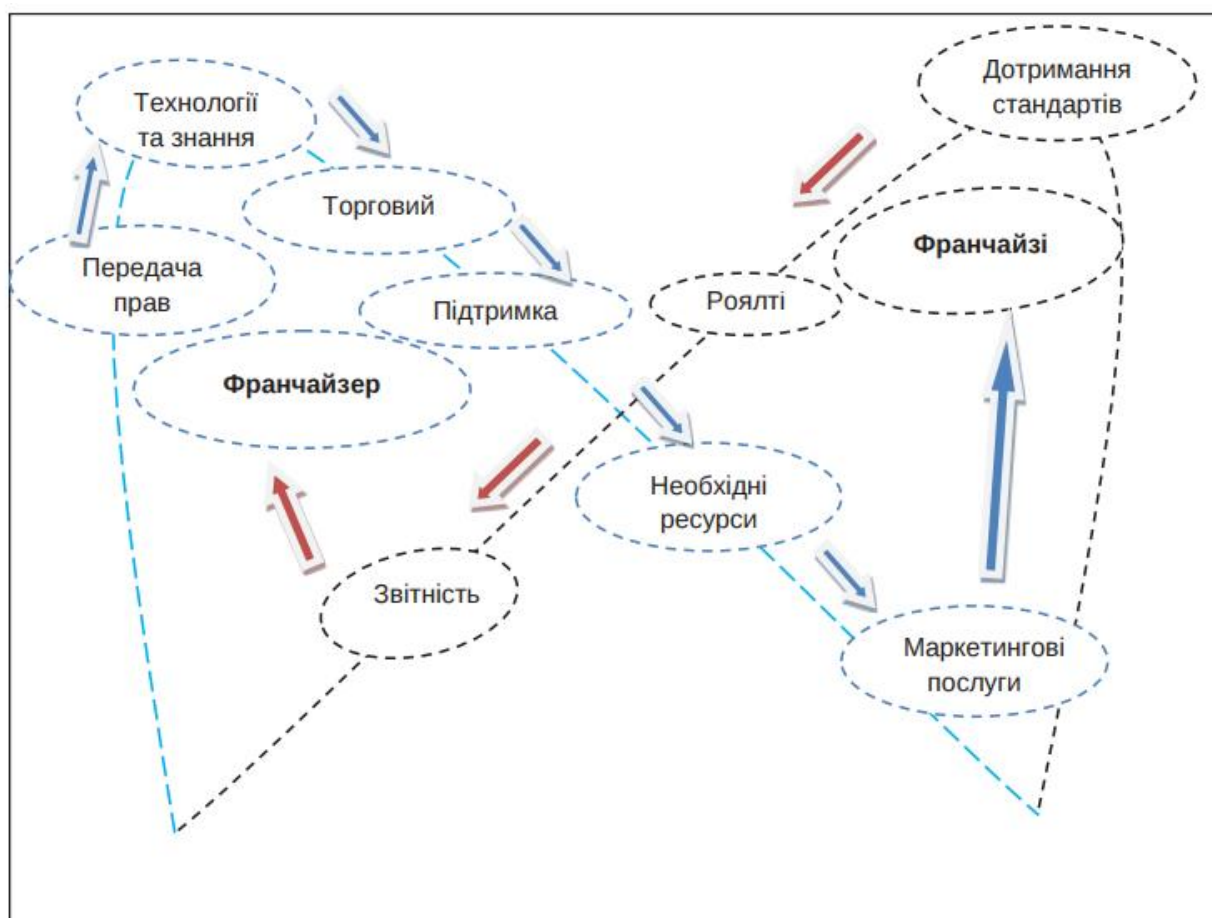 Технології
та знання
Дотримання
стандартів
Торговий
Франчайзі
Передача
прав
Підтримка
Роялті
Франчайзер
Необхідні
ресурси
Звітність
Маркетингові
послуги